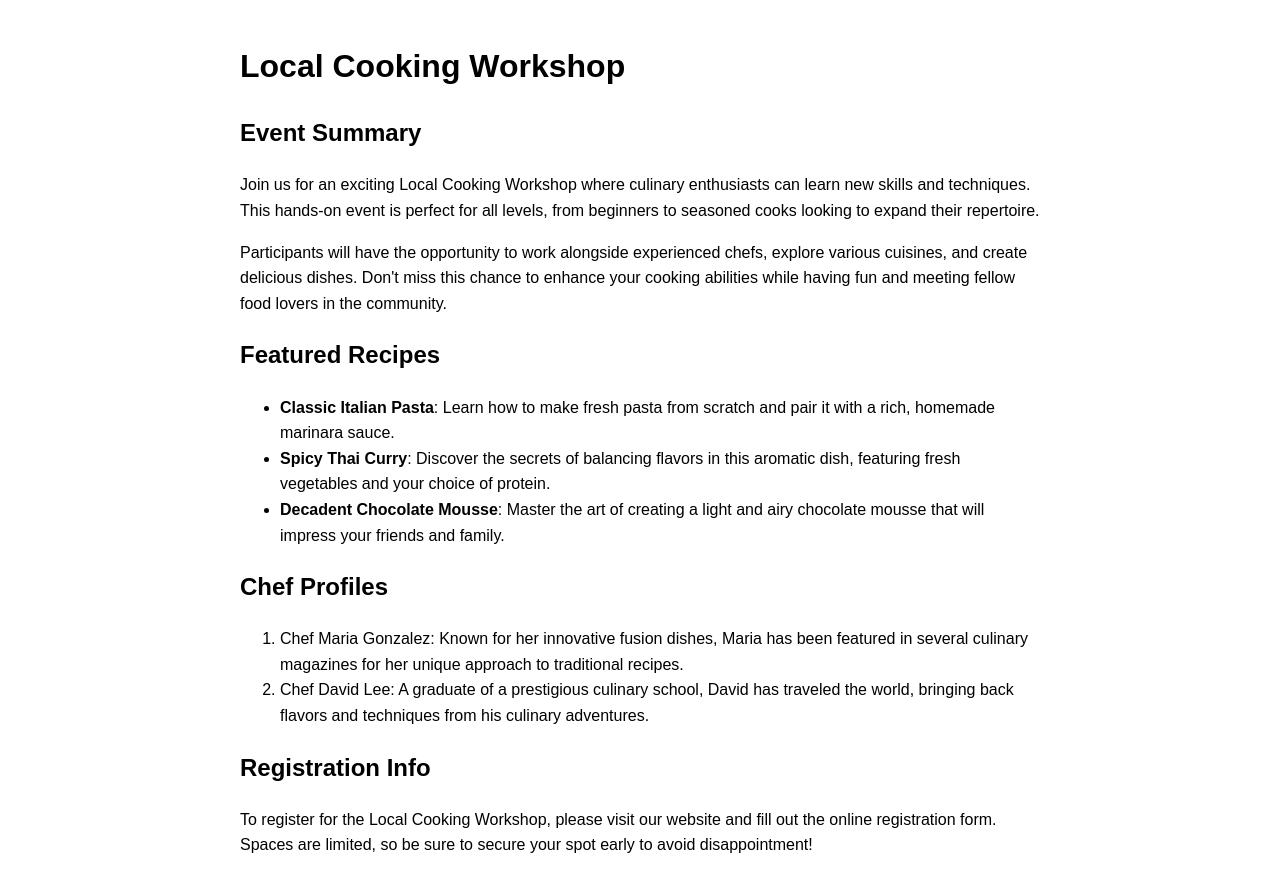 Local Cooking Workshop
Event Summary
Join us for an exciting Local Cooking Workshop where culinary enthusiasts can learn new skills and techniques.
This hands-on event is perfect for all levels, from beginners to seasoned cooks looking to expand their repertoire.
Participants will have the opportunity to work alongside experienced chefs, explore various cuisines, and create
delicious dishes. Don't miss this chance to enhance your cooking abilities while having fun and meeting fellow
food lovers in the community.
Featured Recipes
• Classic Italian Pasta: Learn how to make fresh pasta from scratch and pair it with a rich, homemade
marinara sauce.
• Spicy Thai Curry: Discover the secrets of balancing flavors in this aromatic dish, featuring fresh
vegetables and your choice of protein.
• Decadent Chocolate Mousse: Master the art of creating a light and airy chocolate mousse that will
impress your friends and family.
Chef Profiles
1. Chef Maria Gonzalez: Known for her innovative fusion dishes, Maria has been featured in several culinary
magazines for her unique approach to traditional recipes.
2. Chef David Lee: A graduate of a prestigious culinary school, David has traveled the world, bringing back
flavors and techniques from his culinary adventures.
Registration Info
To register for the Local Cooking Workshop, please visit our website and fill out the online registration form.
Spaces are limited, so be sure to secure your spot early to avoid disappointment!